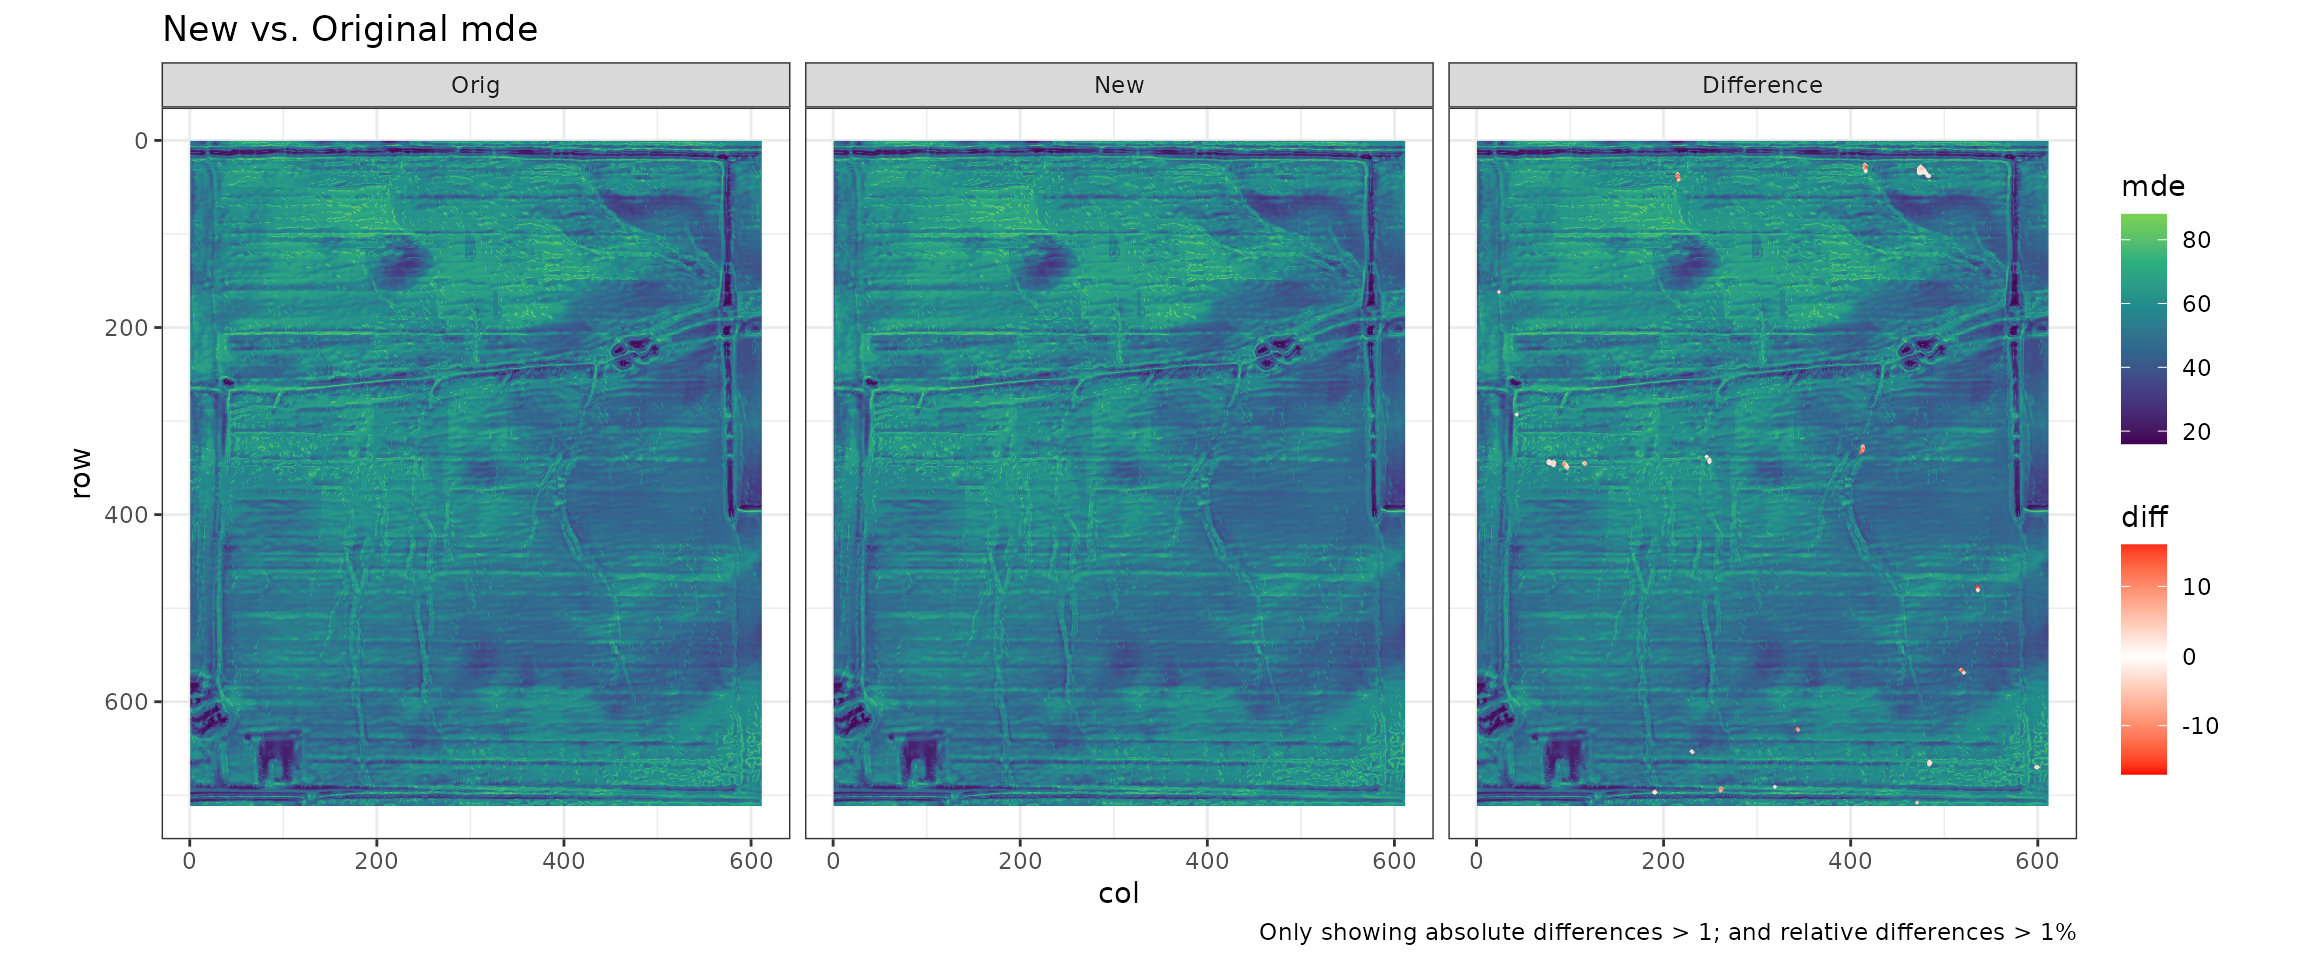 New vs. Original mde
Orig
New
Difference
0
200
400
600
row
0 200 400 600
0 200 400 600
0 200 400 600
col
mde
80
60
40
20
diff
10
0
-10
Only showing absolute differences > 1; and relative differences > 1%